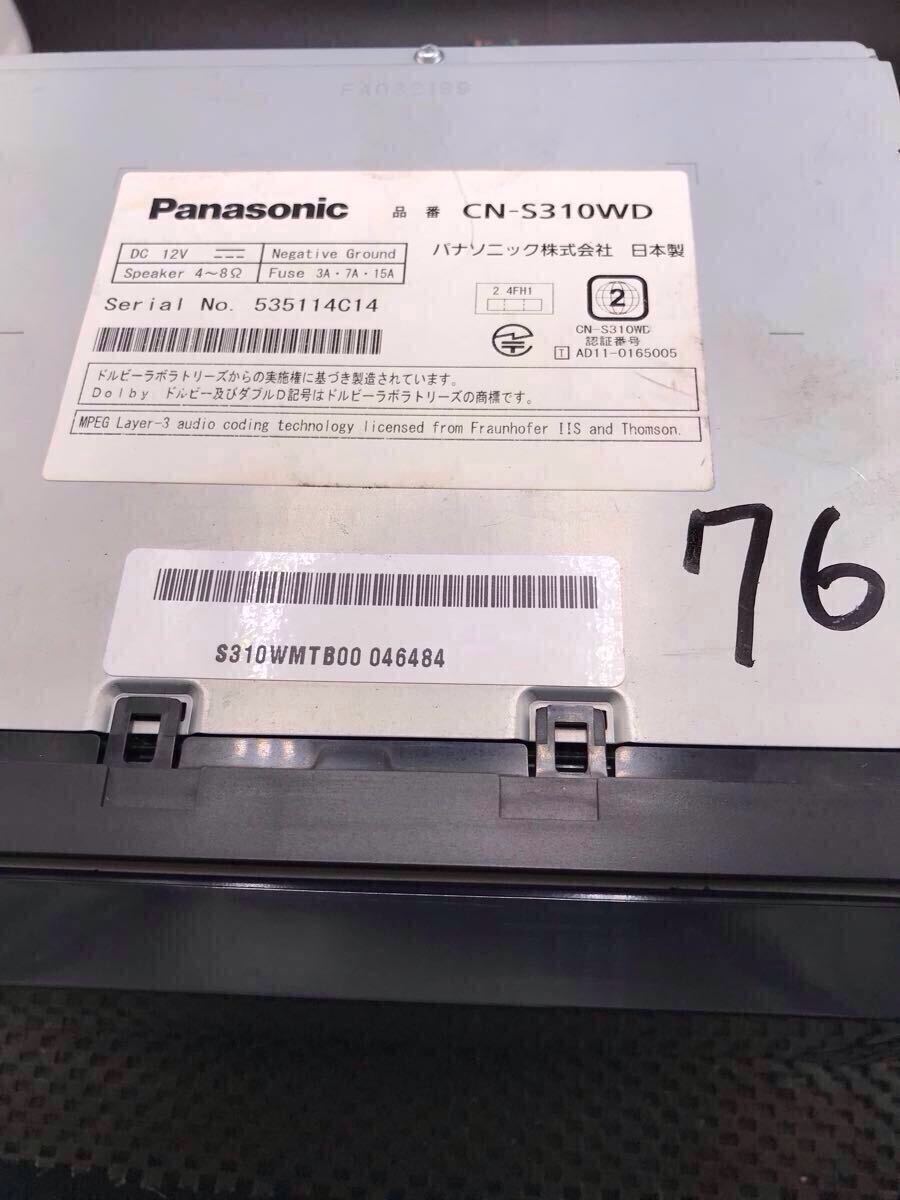 FX032199
Panasonic 品番 CN-S310WD
DC 12V Negative Ground
Speaker 4～8Ω Fuse 3A・7A・15A
パナソニック株式会社 日本製
Serial No. 535114C14
2.4FH1
2
CN-S310WD
認証番号
T AD11-0165005
ドルビーラボラトリーズからの実施権に基づき製造されています。
Dolby ドルビー及びダブルD記号はドルビーラボラトリーズの商標です。
MPEG Layer-3 audio coding technology licensed from Fraunhofer IIS and Thomson.
76
S310WMTB00 046484